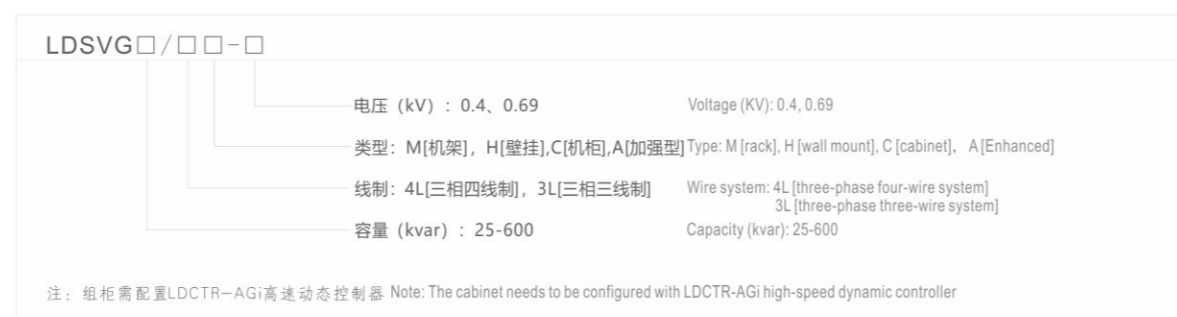 LDSVG□/□□-□
电压（kV）：0.4、0.69 Voltage (KV): 0.4, 0.69
类型：M[机架]，H[壁挂],C[机柜],A[加强型] Type: M [rack], H [wall mount], C [cabinet]， A [Enhanced]
线制：4L[三相四线制]，3L[三相三线制] Wire system: 4L [three-phase four-wire system]
3L [three-phase three-wire system]
容量（kvar）：25-600 Capacity (kvar): 25-600
注：组柜需配置LDCTR-AGi高速动态控制器 Note: The cabinet needs to be configured with LDCTR-AGi high-speed dynamic controller